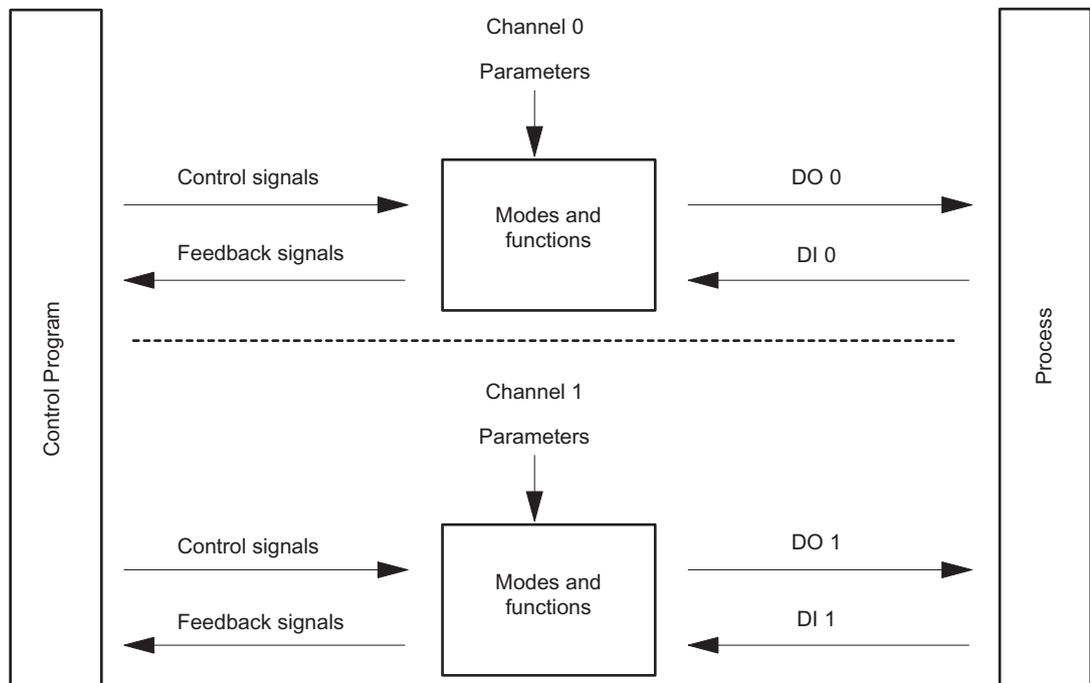 Channel 0
Parameters
Control signals
Modes and
functions
DO 0
Feedback signals
DI 0
Control Program
Process
Channel 1
Parameters
Control signals
Modes and
functions
DO 1
Feedback signals
DI 1